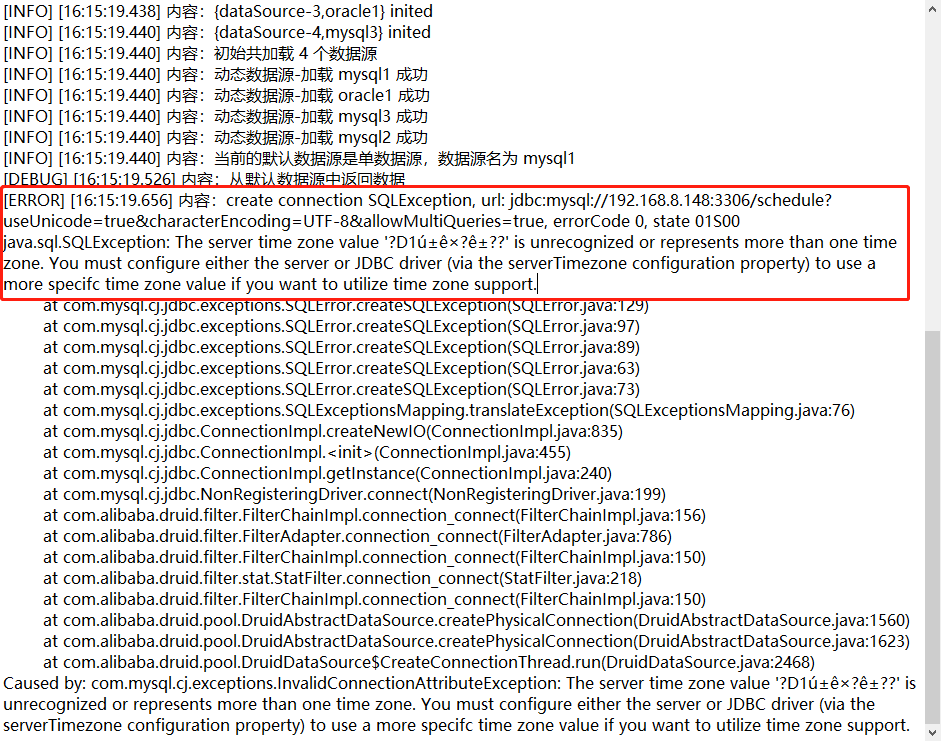 [INFO] [16:15:19.438] 内容：{dataSource-3,oracle1} inited
[INFO] [16:15:19.440] 内容：{dataSource-4,mysql3} inited
[INFO] [16:15:19.440] 内容：初始共加载 4 个数据源
[INFO] [16:15:19.440] 内容：动态数据源-加载 mysql1 成功
[INFO] [16:15:19.440] 内容：动态数据源-加载 oracle1 成功
[INFO] [16:15:19.440] 内容：动态数据源-加载 mysql3 成功
[INFO] [16:15:19.440] 内容：动态数据源-加载 mysql2 成功
[INFO] [16:15:19.440] 内容：当前的默认数据源是单数据源，数据源名为 mysql1
[DEBUG] [16:15:19.526] 内容：从默认数据源中返回数据
[ERROR] [16:15:19.656] 内容：create connection SQLException, url: jdbc:mysql://192.168.8.148:3306/schedule?
useUnicode=true&characterEncoding=UTF-8&allowMultiQueries=true, errorCode 0, state 01S00
java.sql.SQLException: The server time zone value '?D1ú±ê×?ê±??' is unrecognized or represents more than one time
zone. You must configure either the server or JDBC driver (via the serverTimezone configuration property) to use a
more specifc time zone value if you want to utilize time zone support.
at com.mysql.cj.jdbc.exceptions.SQLError.createSQLException(SQLError.java:129)
at com.mysql.cj.jdbc.exceptions.SQLError.createSQLException(SQLError.java:97)
at com.mysql.cj.jdbc.exceptions.SQLError.createSQLException(SQLError.java:89)
at com.mysql.cj.jdbc.exceptions.SQLError.createSQLException(SQLError.java:63)
at com.mysql.cj.jdbc.exceptions.SQLError.createSQLException(SQLError.java:73)
at com.mysql.cj.jdbc.exceptions.SQLExceptionsMapping.translateException(SQLExceptionsMapping.java:76)
at com.mysql.cj.jdbc.ConnectionImpl.createNewIO(ConnectionImpl.java:835)
at com.mysql.cj.jdbc.ConnectionImpl.<init>(ConnectionImpl.java:455)
at com.mysql.cj.jdbc.ConnectionImpl.getInstance(ConnectionImpl.java:240)
at com.mysql.cj.jdbc.NonRegisteringDriver.connect(NonRegisteringDriver.java:199)
at com.alibaba.druid.filter.FilterChainImpl.connection_connect(FilterChainImpl.java:156)
at com.alibaba.druid.filter.FilterAdapter.connection_connect(FilterAdapter.java:786)
at com.alibaba.druid.filter.FilterChainImpl.connection_connect(FilterChainImpl.java:150)
at com.alibaba.druid.filter.stat.StatFilter.connection_connect(StatFilter.java:218)
at com.alibaba.druid.filter.FilterChainImpl.connection_connect(FilterChainImpl.java:150)
at com.alibaba.druid.pool.DruidAbstractDataSource.createPhysicalConnection(DruidAbstractDataSource.java:1560)
at com.alibaba.druid.pool.DruidAbstractDataSource.createPhysicalConnection(DruidAbstractDataSource.java:1623)
at com.alibaba.druid.pool.DruidDataSource$CreateConnectionThread.run(DruidDataSource.java:2468)
Caused by: com.mysql.cj.exceptions.InvalidConnectionAttributeException: The server time zone value '?D1ú±ê×?ê±??' is
unrecognized or represents more than one time zone. You must configure either the server or JDBC driver (via the
serverTimezone configuration property) to use a more specifc time zone value if you want to utilize time zone support.